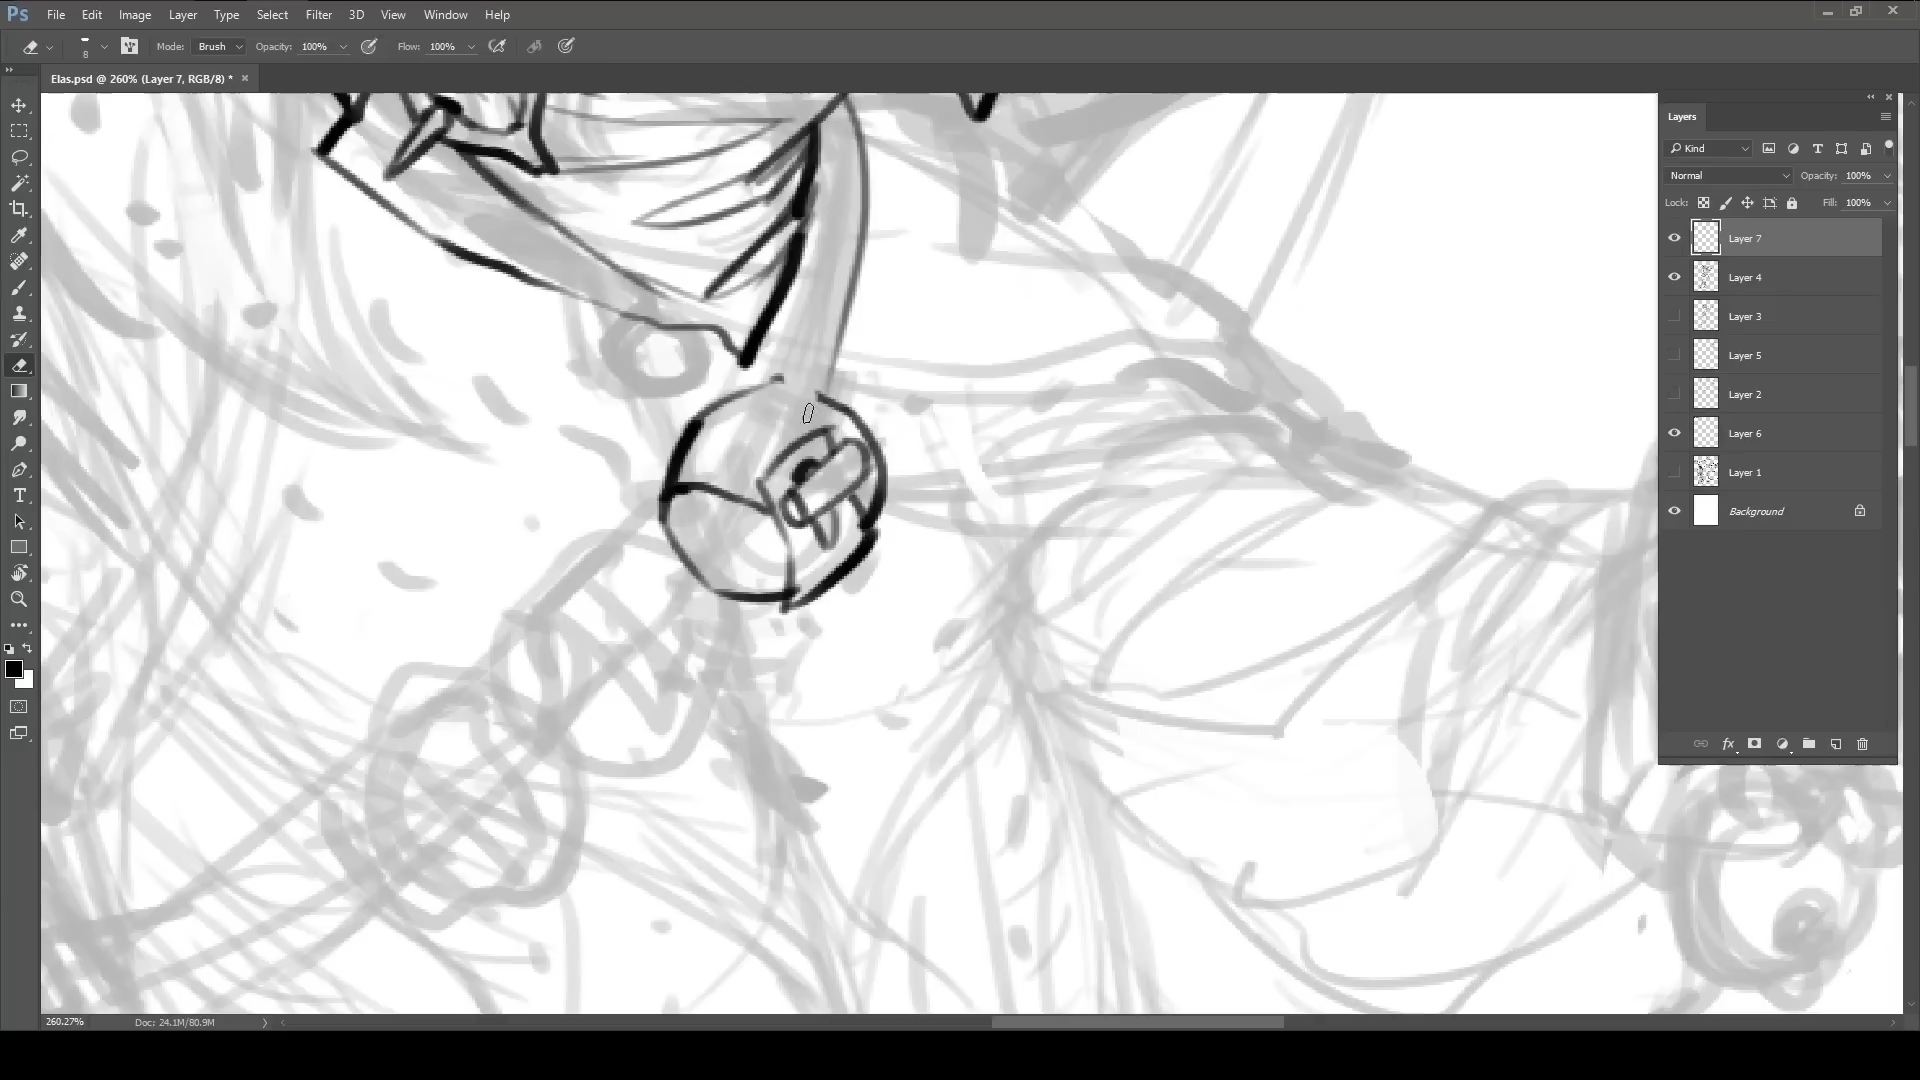 Ps File Edit Image Layer Type Select Filter 3D View Window Help
8 Mode: Brush Opacity: 100% Flow: 100%
Elas.psd @ 260% (Layer 7, RGB/8) * ×
Layers
Kind
Normal Opacity: 100%
Lock: Fill: 100%
Layer 7
Layer 4
Layer 3
Layer 5
Layer 2
Layer 6
Layer 1
Background
fx
260.27% Doc: 24.1M/80.9M